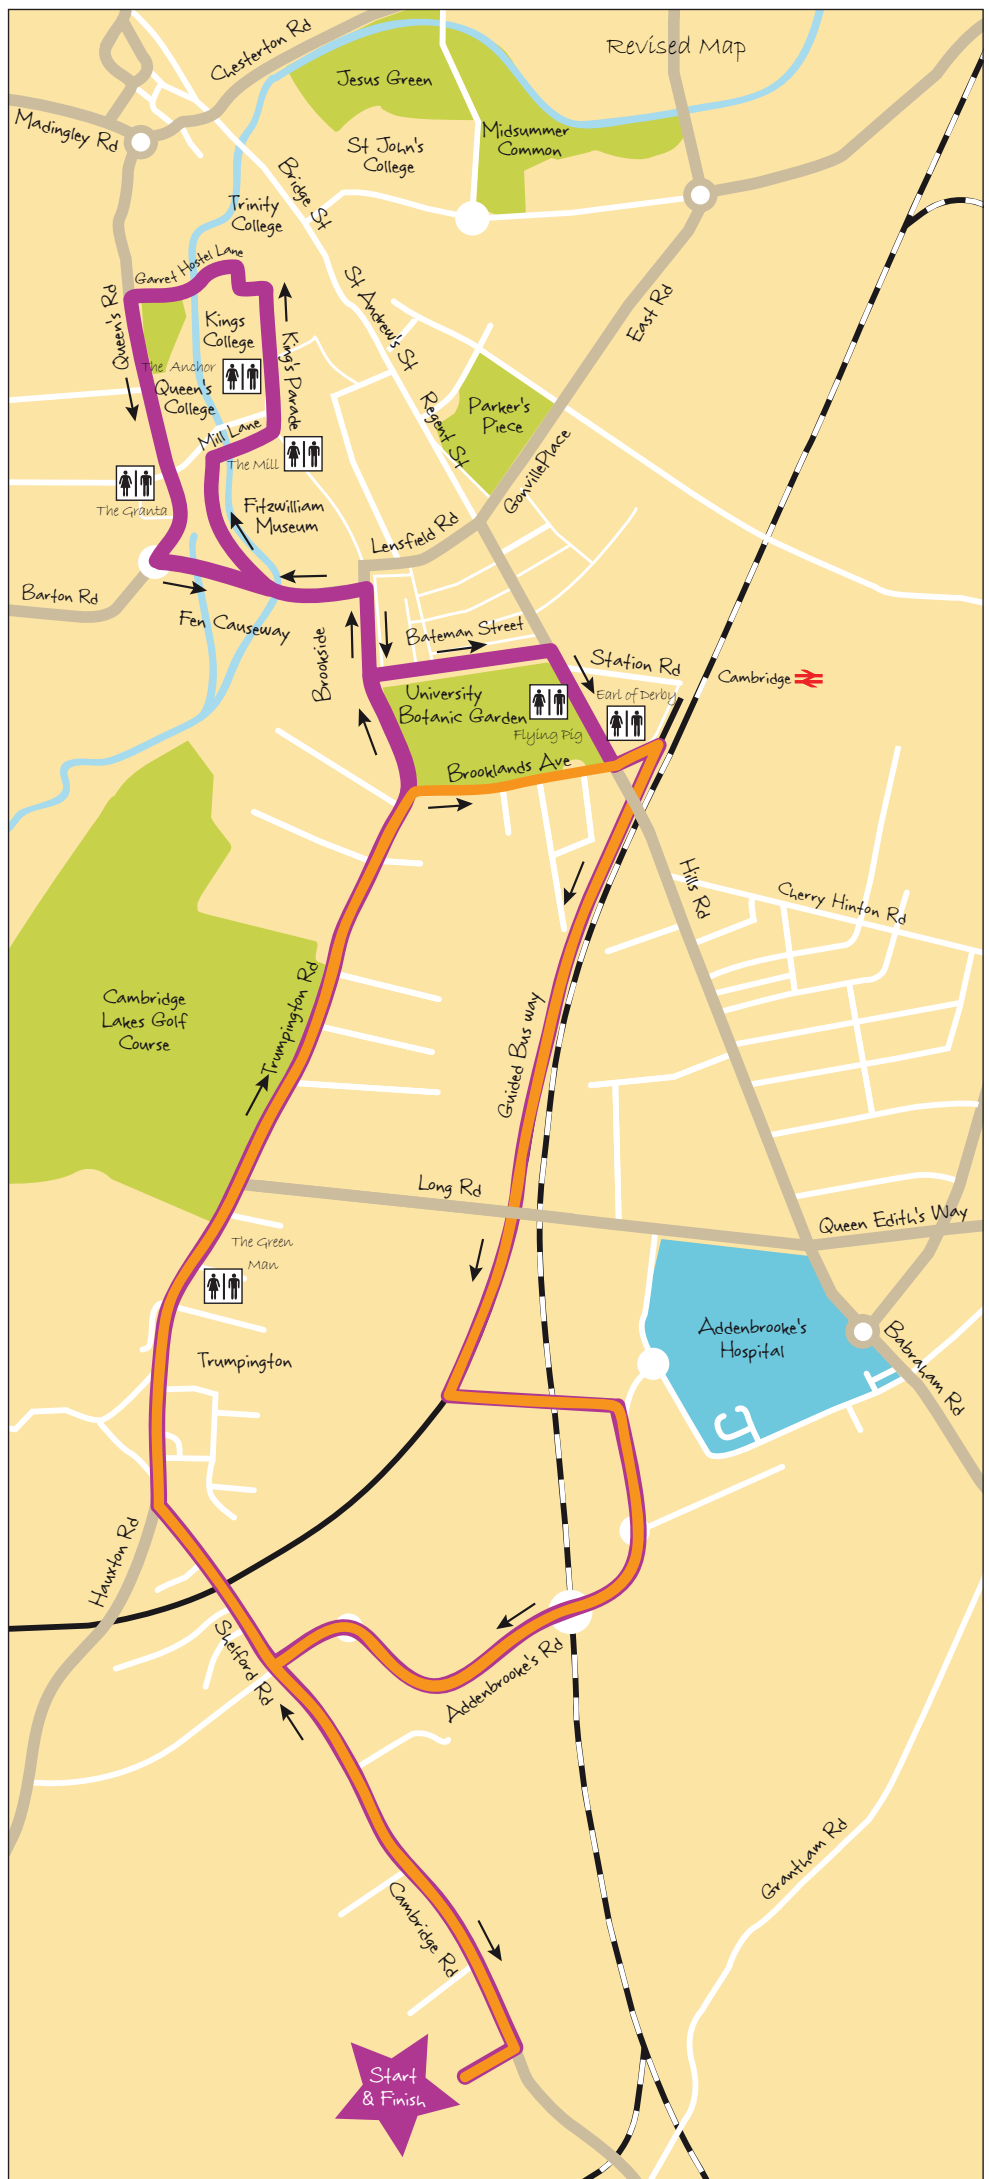 Revised Map
Chesterton Rd
Jesus Green
Madingley Rd
Midsummer
Common
St John's
College
Bridge St
Trinity
College
Garret Hostel Lane
Queen's Rd
St Andrew's St
East Rd
Kings
College
King's Parade
The Anchor
Queen's
College
Parker's
Piece
Regent St
Mill Lane
The Mill
GonvillePlace
The Granta
Fitzwilliam
Museum
Lensfield Rd
Barton Rd
Fen Causeway
Brookside
Bateman Street
Station Rd
Cambridge
University
Botanic Garden
Earl of Derby
Flying Pig
Brooklands Ave
Hills Rd
Cherry Hinton Rd
Trumpington Rd
Cambridge
Lakes Golf
Course
Guided Bus way
Long Rd
Queen Edith's Way
The Green
Man
Addenbrooke's
Hospital
Babraham Rd
Trumpington
Hauxton Rd
Shelford Rd
Addenbrooke's Rd
Grantham Rd
Cambridge Rd
Start
& Finish